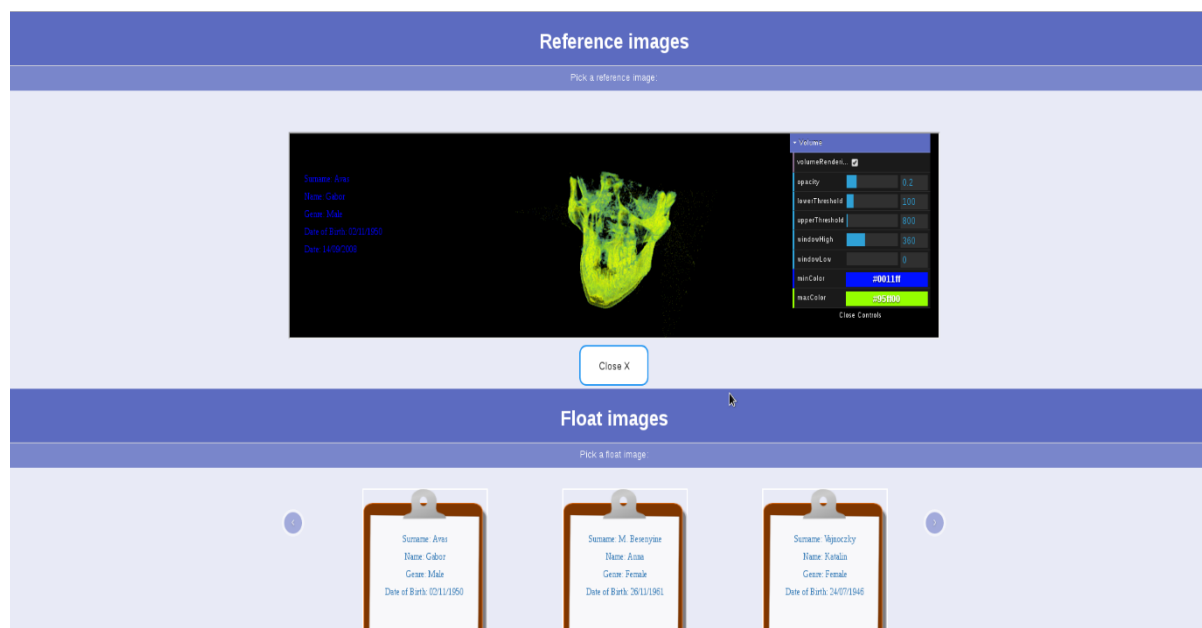 Reference images
Pick a reference image:
Surname: Aves
Name: Gabor
Genre: Male
Date of Birth: 02/11/1950
Volume
volumeRenderi...
opacity 0.2
lowerThreshold 100
upperThreshold 800
windowHigh 360
windowLow 0
minColor #0011ff
maxColor
Close Controls
Close X
Float images
Pick a float image:
Surname: Aves
Name: Gabor
Genre: Male
Date of Birth: 02/11/1950
Surname: M. Besenyine
Name: Anna
Genre: Female
Date of Birth: 26/11/1961
Surname: Vajsoczky
Name: Katalin
Genre: Female
Date of Birth: 24/07/1946